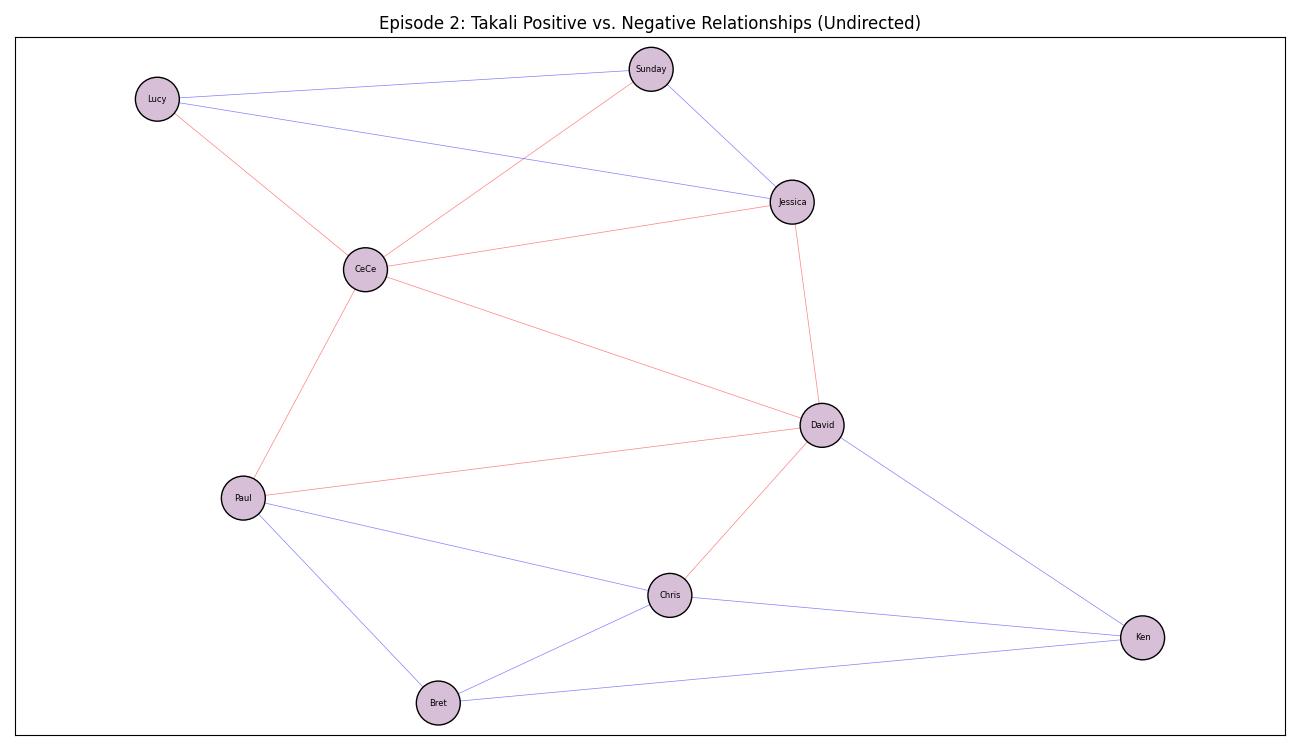 Episode 2: Takali Positive vs. Negative Relationships (Undirected)
Sunday
Lucy
Jessica
CeCe
David
Paul
Chris
Ken
Bret